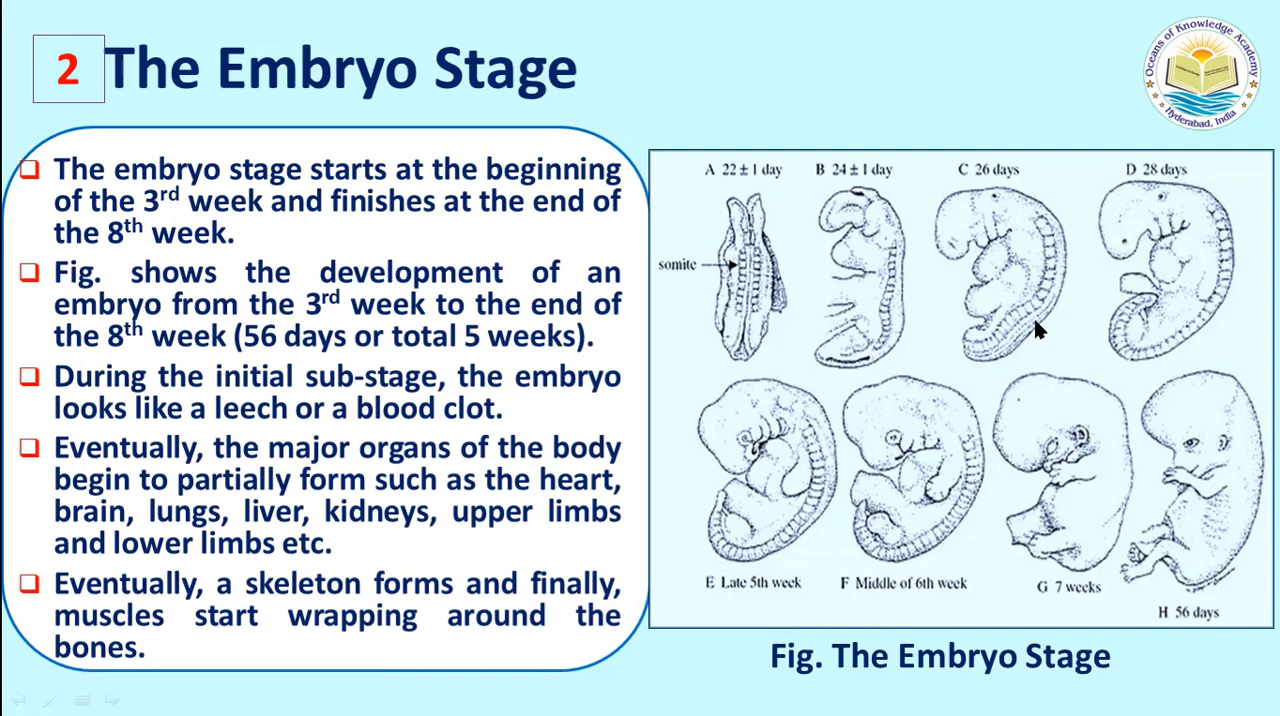 2
The Embryo Stage
Oceans of Knowledge Academy
Hyderabad, India
❑ The embryo stage starts at the beginning
of the 3rd week and finishes at the end of
the 8th week.
❑ Fig. shows the development of an
embryo from the 3rd week to the end of
the 8th week (56 days or total 5 weeks).
❑ During the initial sub-stage, the embryo
looks like a leech or a blood clot.
❑ Eventually, the major organs of the body
begin to partially form such as the heart,
brain, lungs, liver, kidneys, upper limbs
and lower limbs etc.
❑ Eventually, a skeleton forms and finally,
muscles start wrapping around the
bones.
A 22 ± 1 day
B 24 ± 1 day
C 26 days
D 28 days
somite
E Late 5th week
F Middle of 6th week
G 7 weeks
H 56 days
Fig. The Embryo Stage